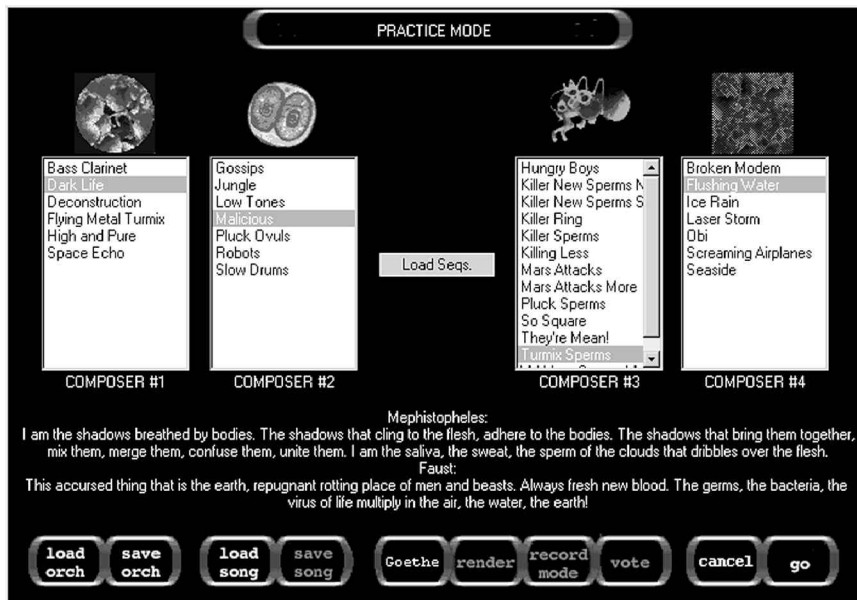 PRACTICE MODE
Bass Clarinet
Dark Life
Deconstruction
Flying Metal Turmix
High and Pure
Space Echo
COMPOSER #1
Gossips
Jungle
Low Tones
Malicious
Pluck Ovuls
Robots
Slow Drums
COMPOSER #2
Load Seqs.
Hungry Boys
Killer New Sperms N
Killer New Sperms S
Killer Ring
Killer Sperms
Killing Less
Mars Attacks
Mars Attacks More
Pluck Sperms
So Square
They're Mean!
Turmix Sperms
COMPOSER #3
Broken Modem
Flushing Water
Ice Rain
Laser Storm
Obi
Screaming Airplanes
Seaside
COMPOSER #4
Mephistopheles:
I am the shadows breathed by bodies. The shadows that cling to the flesh, adhere to the bodies. The shadows that bring them together,
mix them, merge them, confuse them, unite them. I am the saliva, the sweat, the sperm of the clouds that dribbles over the flesh.
Faust:
This accursed thing that is the earth, repugnant rotting place of men and beasts. Always fresh new blood. The germs, the bacteria, the
virus of life multiply in the air, the water, the earth!
load orch
save orch
load song
save song
Goethe
render
record mode
vote
cancel
go